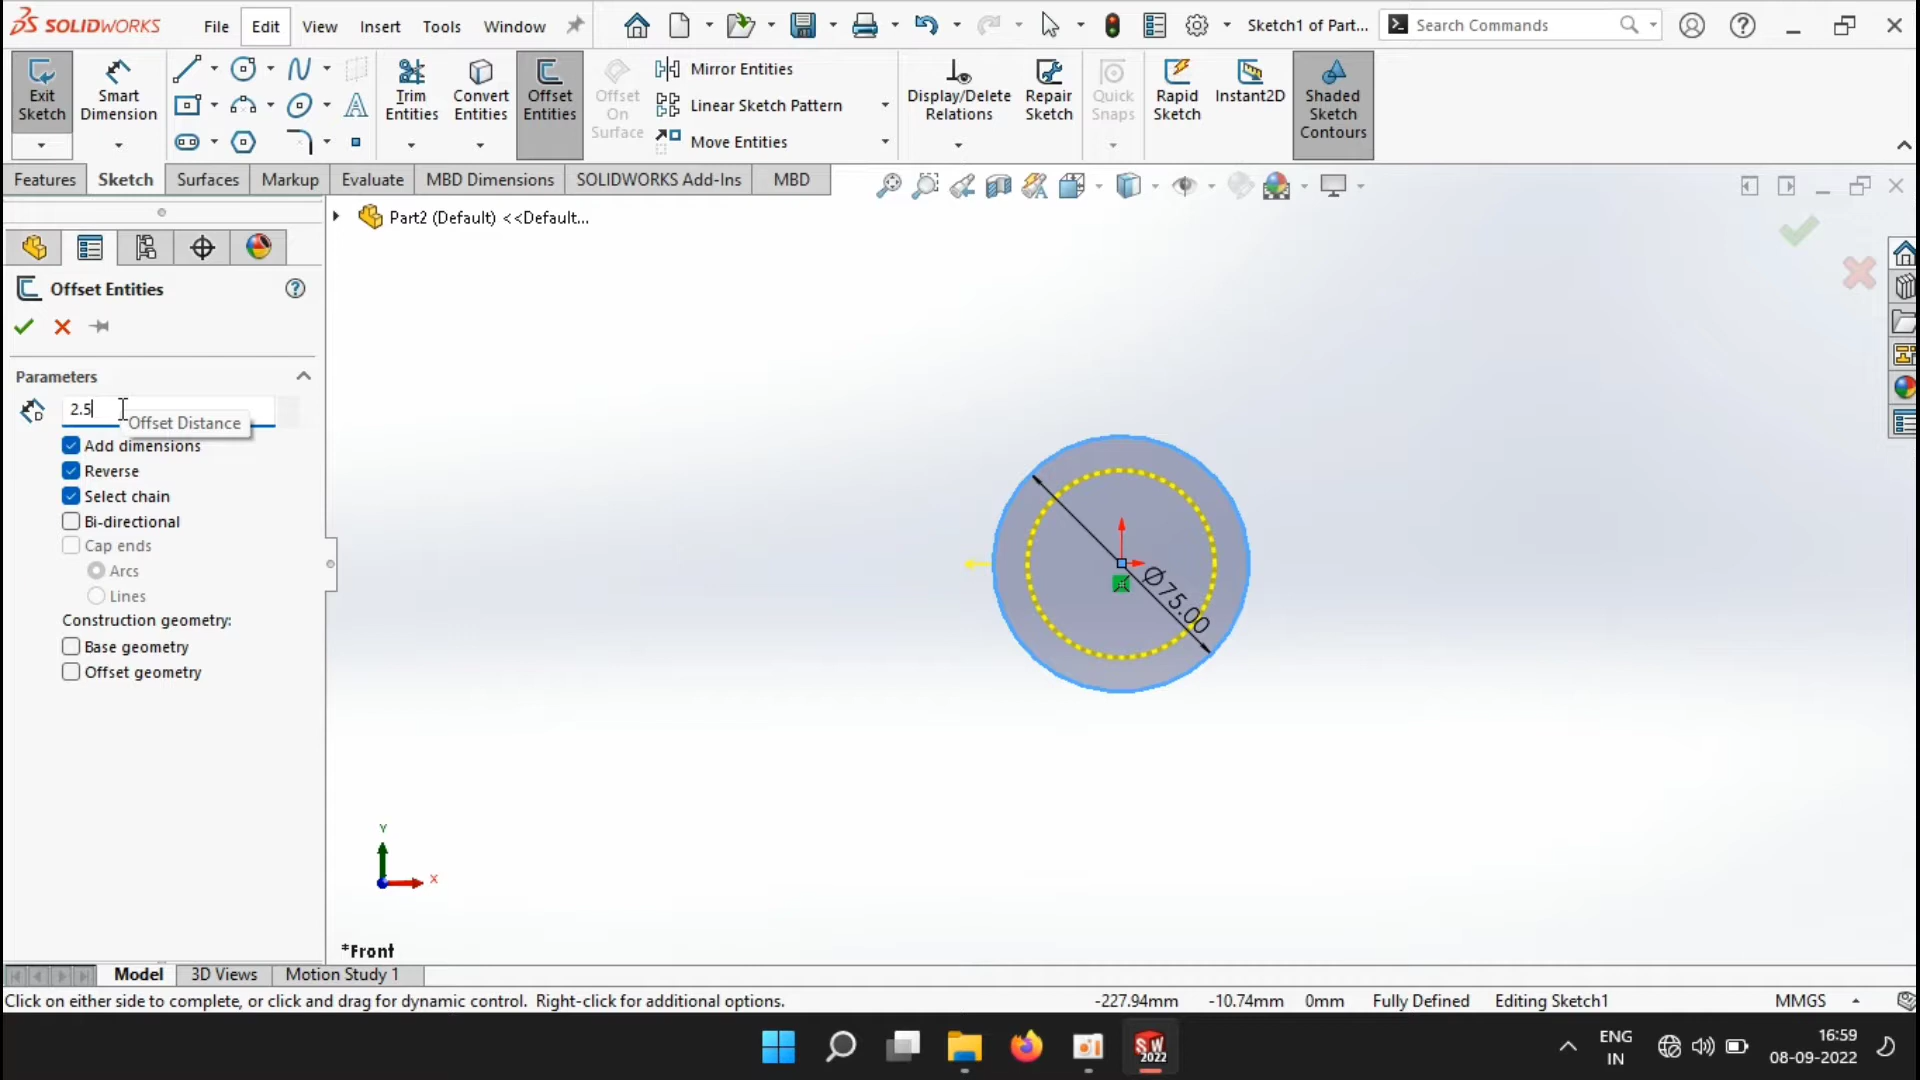 SOLIDWORKS File Edit View Insert Tools Window Sketch1 of Part... Search Commands
Exit Sketch
Smart Dimension
Trim Entities
Convert Entities
Offset Entities
Offset On Surface
Mirror Entities
Linear Sketch Pattern
Move Entities
Display/Delete Relations
Repair Sketch
Quick Snaps
Rapid Sketch
Instant2D
Shaded Sketch Contours
Features Sketch Surfaces Markup Evaluate MBD Dimensions SOLIDWORKS Add-Ins MBD
Part2 (Default) <<Default...
Offset Entities
Parameters
2.5
Offset Distance
Add dimensions
Reverse
Select chain
Bi-directional
Cap ends
Arcs
Lines
Construction geometry:
Base geometry
Offset geometry
Ø75.00
Y
X
*Front
Model 3D Views Motion Study 1
Click on either side to complete, or click and drag for dynamic control. Right-click for additional options. -227.94mm -10.74mm 0mm Fully Defined Editing Sketch1 MMGS
SW 2022
ENG IN
16:59
08-09-2022